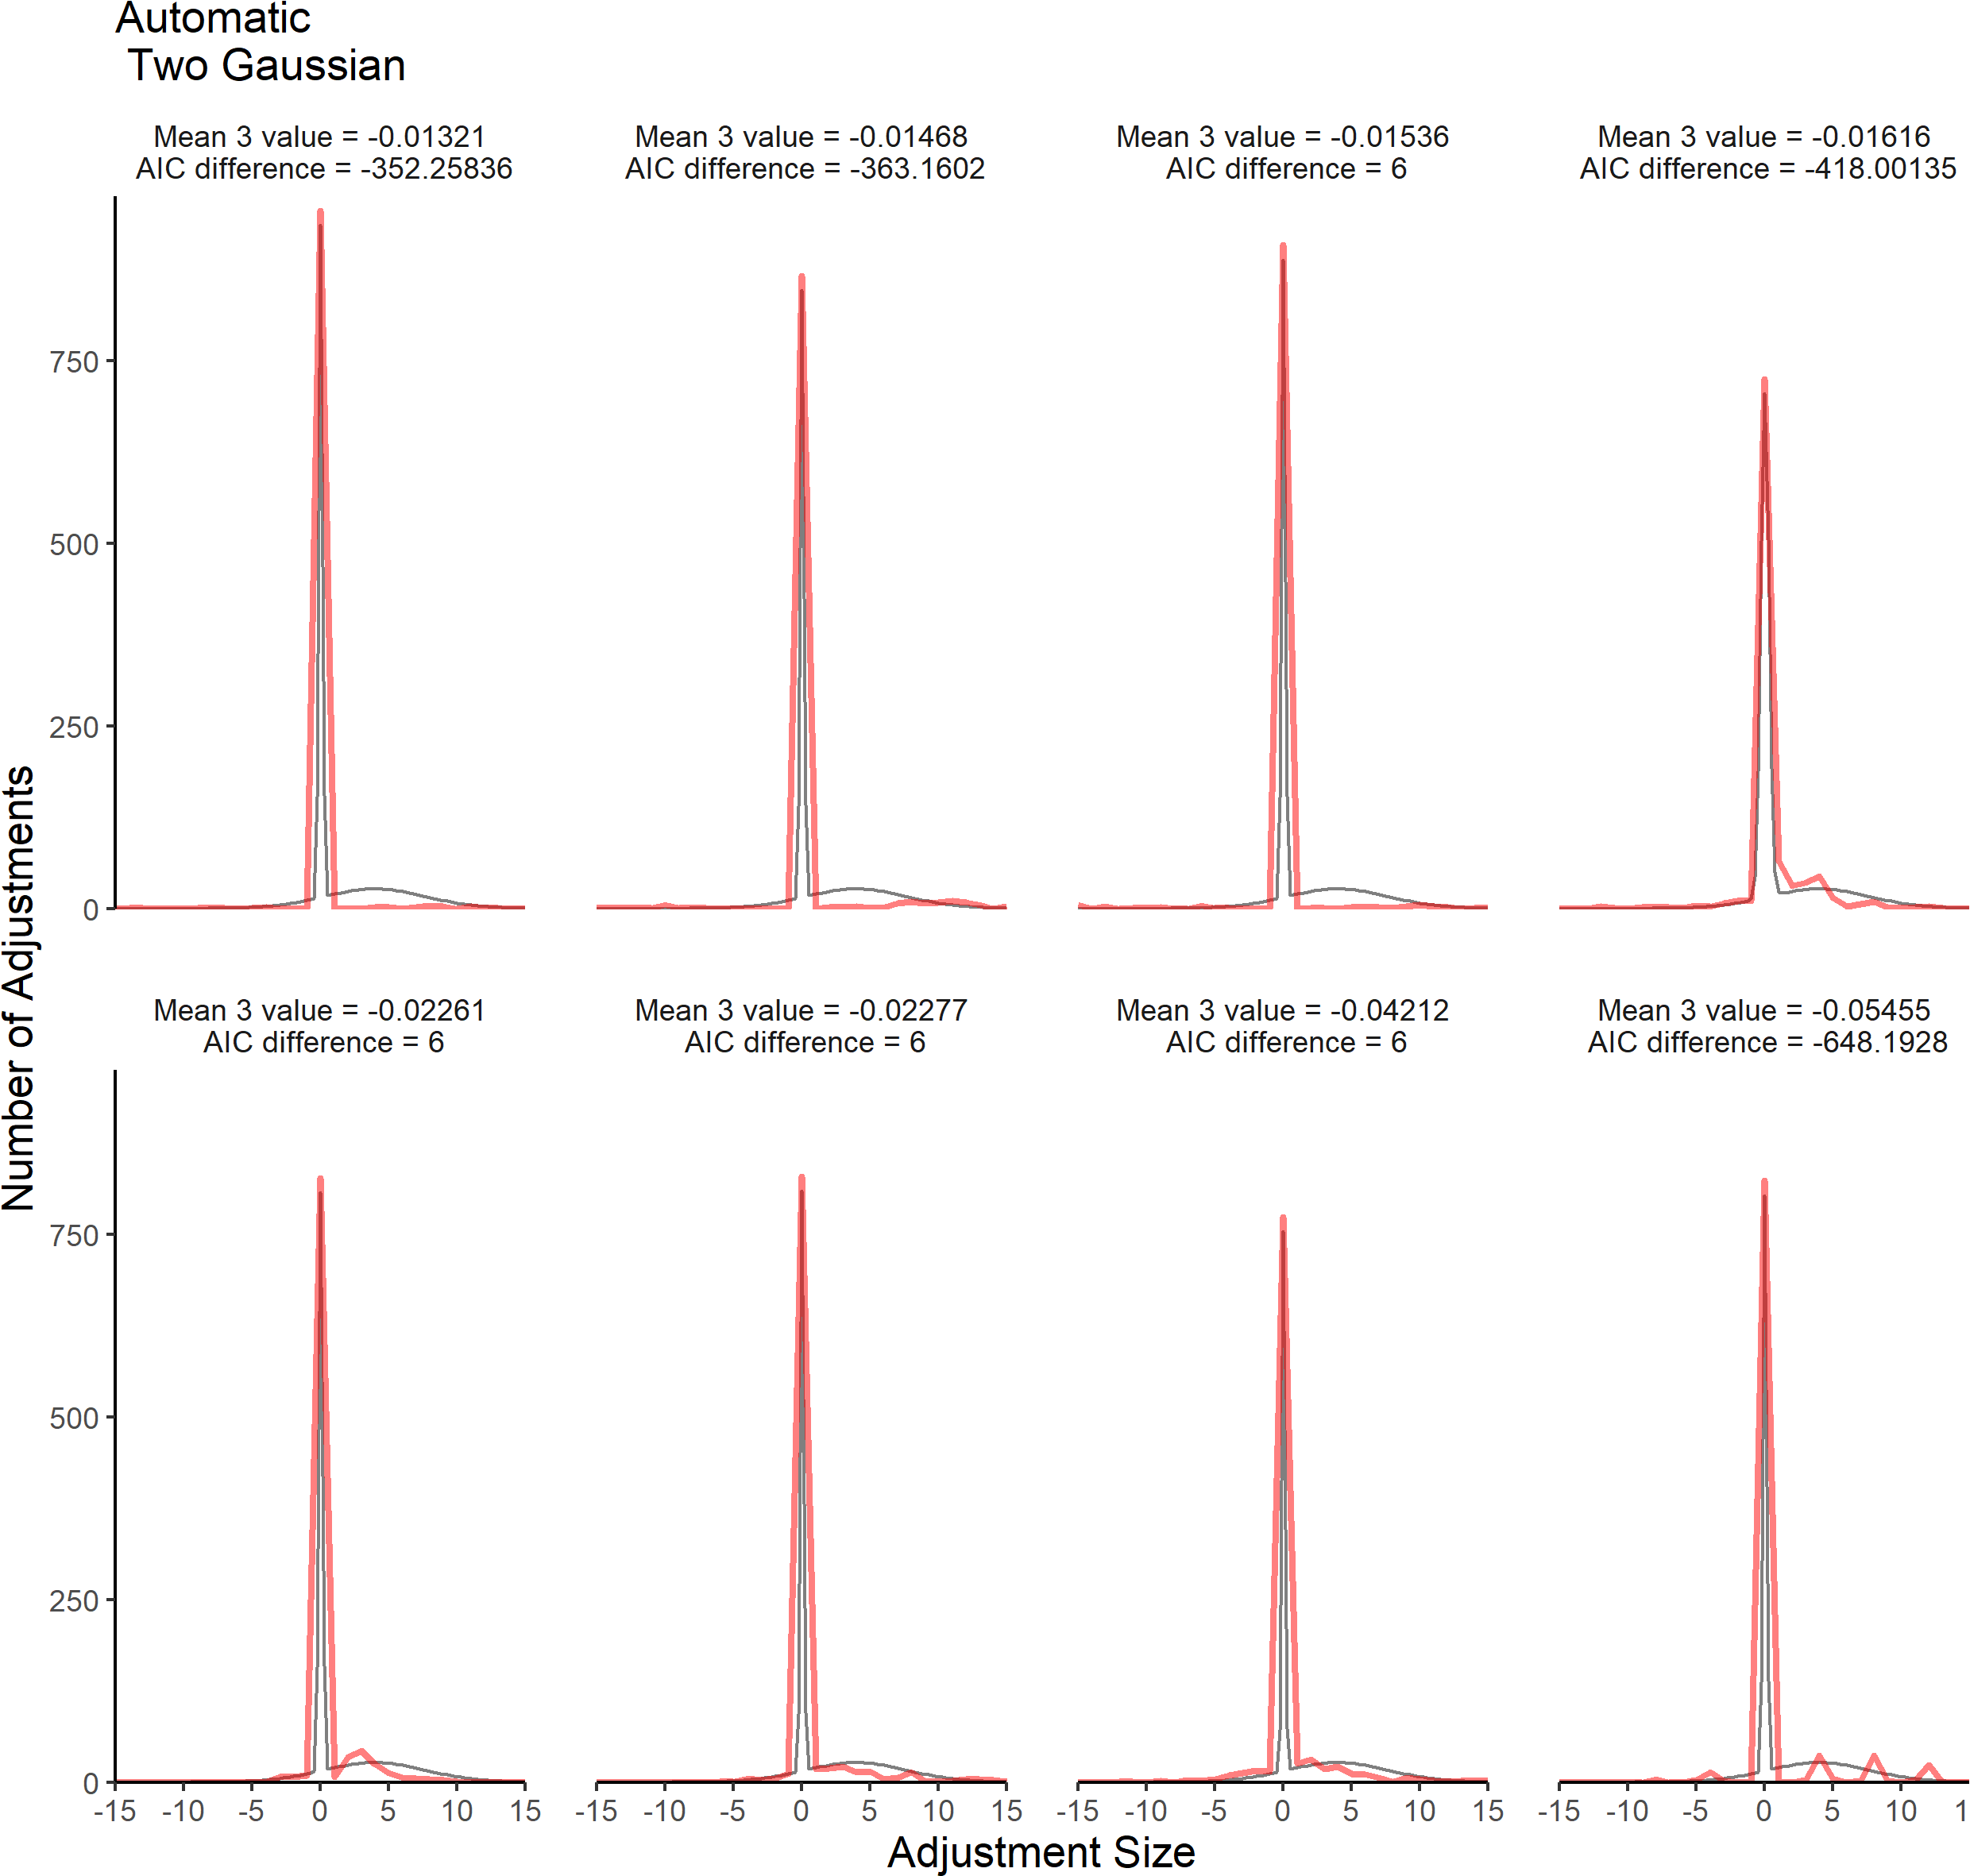 Automatic
Two Gaussian
Mean 3 value = -0.01321
AIC difference = -352.25836
Mean 3 value = -0.01468
AIC difference = -363.1602
Mean 3 value = -0.01536
AIC difference = 6
Mean 3 value = -0.01616
AIC difference = -418.00135
750
500
250
0
Number of Adjustments
Mean 3 value = -0.02261
AIC difference = 6
Mean 3 value = -0.02277
AIC difference = 6
Mean 3 value = -0.04212
AIC difference = 6
Mean 3 value = -0.05455
AIC difference = -648.1928
750
500
250
0
-15 -10 -5 0 5 10 15
-15 -10 -5 0 5 10 15
-15 -10 -5 0 5 10 15
-15 -10 -5 0 5 10 1
Adjustment Size